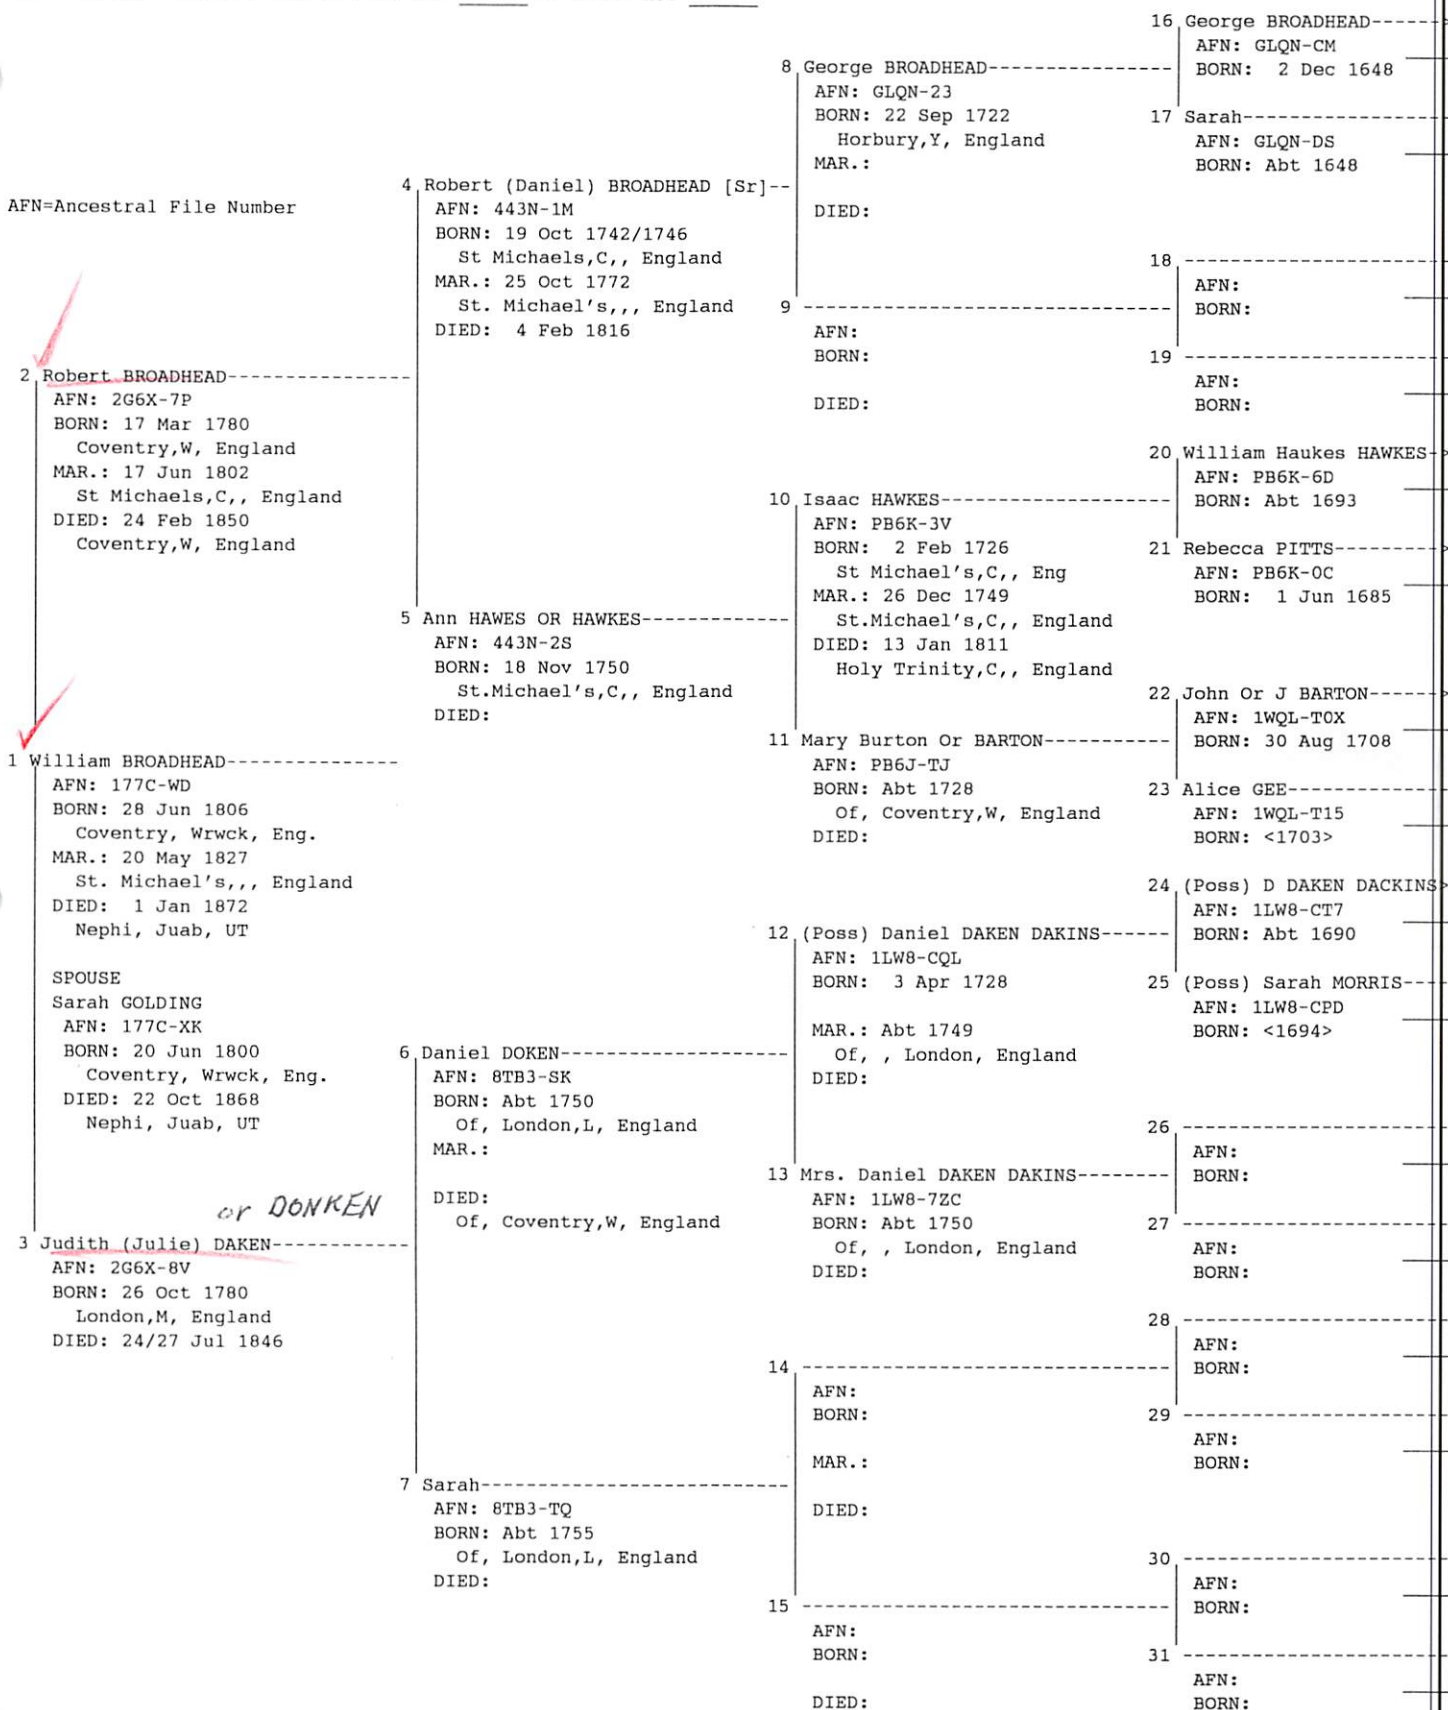 AFN=Ancestral File Number
1 William BROADHEAD---------------
AFN: 177C-WD
BORN: 28 Jun 1806
Coventry, Wrwck, Eng.
MAR.: 20 May 1827
St. Michael's,,, England
DIED: 1 Jan 1872
Nephi, Juab, UT
SPOUSE
Sarah GOLDING
AFN: 177C-XK
BORN: 20 Jun 1800
Coventry, Wrwck, Eng.
DIED: 22 Oct 1868
Nephi, Juab, UT
2 Robert BROADHEAD----------------
AFN: 2G6X-7P
BORN: 17 Mar 1780
Coventry,W, England
MAR.: 17 Jun 1802
St Michaels,C,, England
DIED: 24 Feb 1850
Coventry,W, England
or DONKEN
3 Judith (Julie) DAKEN------------
AFN: 2G6X-8V
BORN: 26 Oct 1780
London,M, England
DIED: 24/27 Jul 1846
4 Robert (Daniel) BROADHEAD [Sr]--
AFN: 443N-1M
BORN: 19 Oct 1742/1746
St Michaels,C,, England
MAR.: 25 Oct 1772
St. Michael's,,, England
DIED: 4 Feb 1816
5 Ann HAWES OR HAWKES-------------
AFN: 443N-2S
BORN: 18 Nov 1750
St.Michael's,C,, England
DIED:
6 Daniel DOKEN--------------------
AFN: 8TB3-SK
BORN: Abt 1750
Of, London,L, England
MAR.:
DIED:
Of, Coventry,W, England
7 Sarah---------------------------
AFN: 8TB3-TQ
BORN: Abt 1755
Of, London,L, England
DIED:
8 George BROADHEAD----------------
AFN: GLQN-23
BORN: 22 Sep 1722
Horbury,Y, England
MAR.:
DIED:
9 --------------------------------
AFN:
BORN:
DIED:
10 Isaac HAWKES--------------------
AFN: PB6K-3V
BORN: 2 Feb 1726
St Michael's,C,, Eng
MAR.: 26 Dec 1749
St.Michael's,C,, England
DIED: 13 Jan 1811
Holy Trinity,C,, England
11 Mary Burton Or BARTON-----------
AFN: PB6J-TJ
BORN: Abt 1728
Of, Coventry,W, England
DIED:
12 (Poss) Daniel DAKEN DAKINS------
AFN: 1LW8-CQL
BORN: 3 Apr 1728
MAR.: Abt 1749
Of, , London, England
DIED:
13 Mrs. Daniel DAKEN DAKINS--------
AFN: 1LW8-7ZC
BORN: Abt 1750
Of, , London, England
DIED:
14 --------------------------------
AFN:
BORN:
MAR.:
DIED:
15 --------------------------------
AFN:
BORN:
DIED:
16 George BROADHEAD------>
AFN: GLQN-CM
BORN: 2 Dec 1648
17 Sarah------------------
AFN: GLQN-DS
BORN: Abt 1648
18 -----------------------
AFN:
BORN:
19 -----------------------
AFN:
BORN:
20 William Haukes HAWKES->
AFN: PB6K-6D
BORN: Abt 1693
21 Rebecca PITTS--------->
AFN: PB6K-0C
BORN: 1 Jun 1685
22 John Or J BARTON------>
AFN: 1WQL-T0X
BORN: 30 Aug 1708
23 Alice GEE--------------
AFN: 1WQL-T15
BORN: <1703>
24 (Poss) D DAKEN DACKINS>
AFN: 1LW8-CT7
BORN: Abt 1690
25 (Poss) Sarah MORRIS----
AFN: 1LW8-CPD
BORN: <1694>
26 -----------------------
AFN:
BORN:
27 -----------------------
AFN:
BORN:
28 -----------------------
AFN:
BORN:
29 -----------------------
AFN:
BORN:
30 -----------------------
AFN:
BORN:
31 -----------------------
AFN:
BORN: